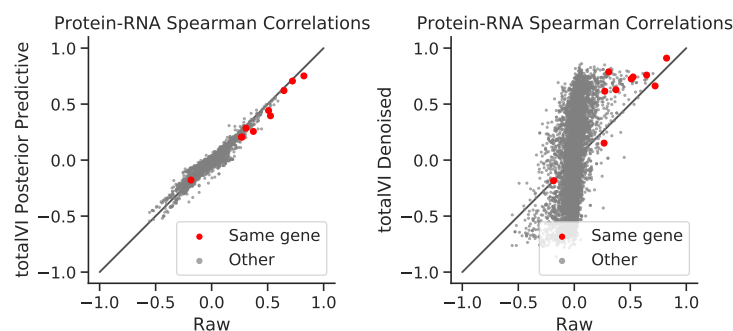 Protein-RNA Spearman Correlations
totalVI Posterior Predictive
1.0
0.5
0.0
−0.5
−1.0
Same gene
Other
−1.0 −0.5 0.0 0.5 1.0
Raw
Protein-RNA Spearman Correlations
totalVI Denoised
1.0
0.5
0.0
−0.5
−1.0
Same gene
Other
−1.0 −0.5 0.0 0.5 1.0
Raw